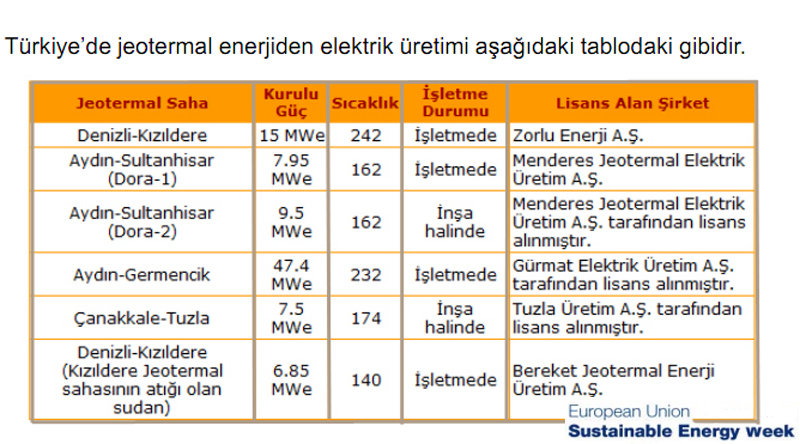 Türkiye’de jeotermal enerjiden elektrik üretimi aşağıdaki tablodaki gibidir.
Jeotermal Saha Kurulu Güç Sıcaklık İşletme Durumu Lisans Alan Şirket
Denizli-Kızıldere 15 MWe 242 İşletmede Zorlu Enerji A.Ş.
Aydın-Sultanhisar (Dora-1) 7.95 MWe 162 İşletmede Menderes Jeotermal Elektrik Üretim A.Ş.
Aydın-Sultanhisar (Dora-2) 9.5 MWe 162 İnşa halinde Menderes Jeotermal Elektrik Üretim A.Ş. tarafından lisans alınmıştır.
Aydın-Germencik 47.4 MWe 232 İşletmede Gürmat Elektrik Üretim A.Ş. tarafından lisans alınmıştır.
Çanakkale-Tuzla 7.5 MWe 174 İnşa halinde Tuzla Üretim A.Ş. tarafından lisans alınmıştır.
Denizli-Kızıldere (Kızıldere Jeotermal sahasının atığı olan sudan) 6.85 MWe 140 İşletmede Bereket Jeotermal Enerji Üretim A.Ş.
European Union
Sustainable Energy Week